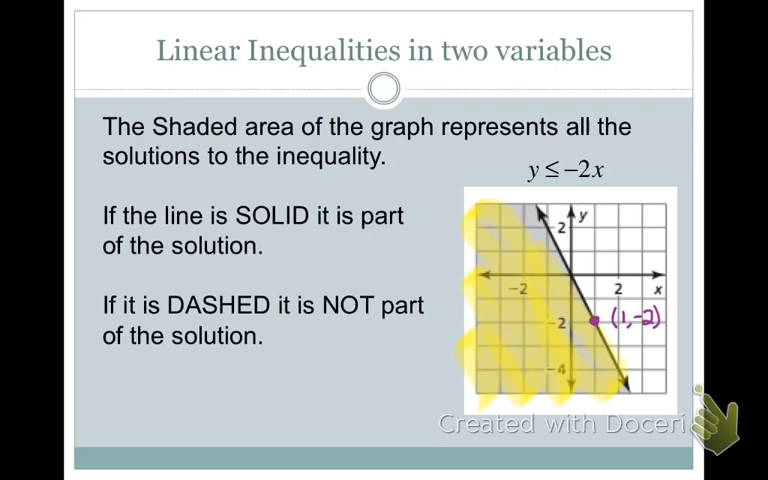 Linear Inequalities in two variables
The Shaded area of the graph represents all the
solutions to the inequality.
y ≤ −2x
If the line is SOLID it is part
of the solution.
If it is DASHED it is NOT part
of the solution.
2 y
−2 2 x
−2 (1,-2)
−4
Created with Doceri